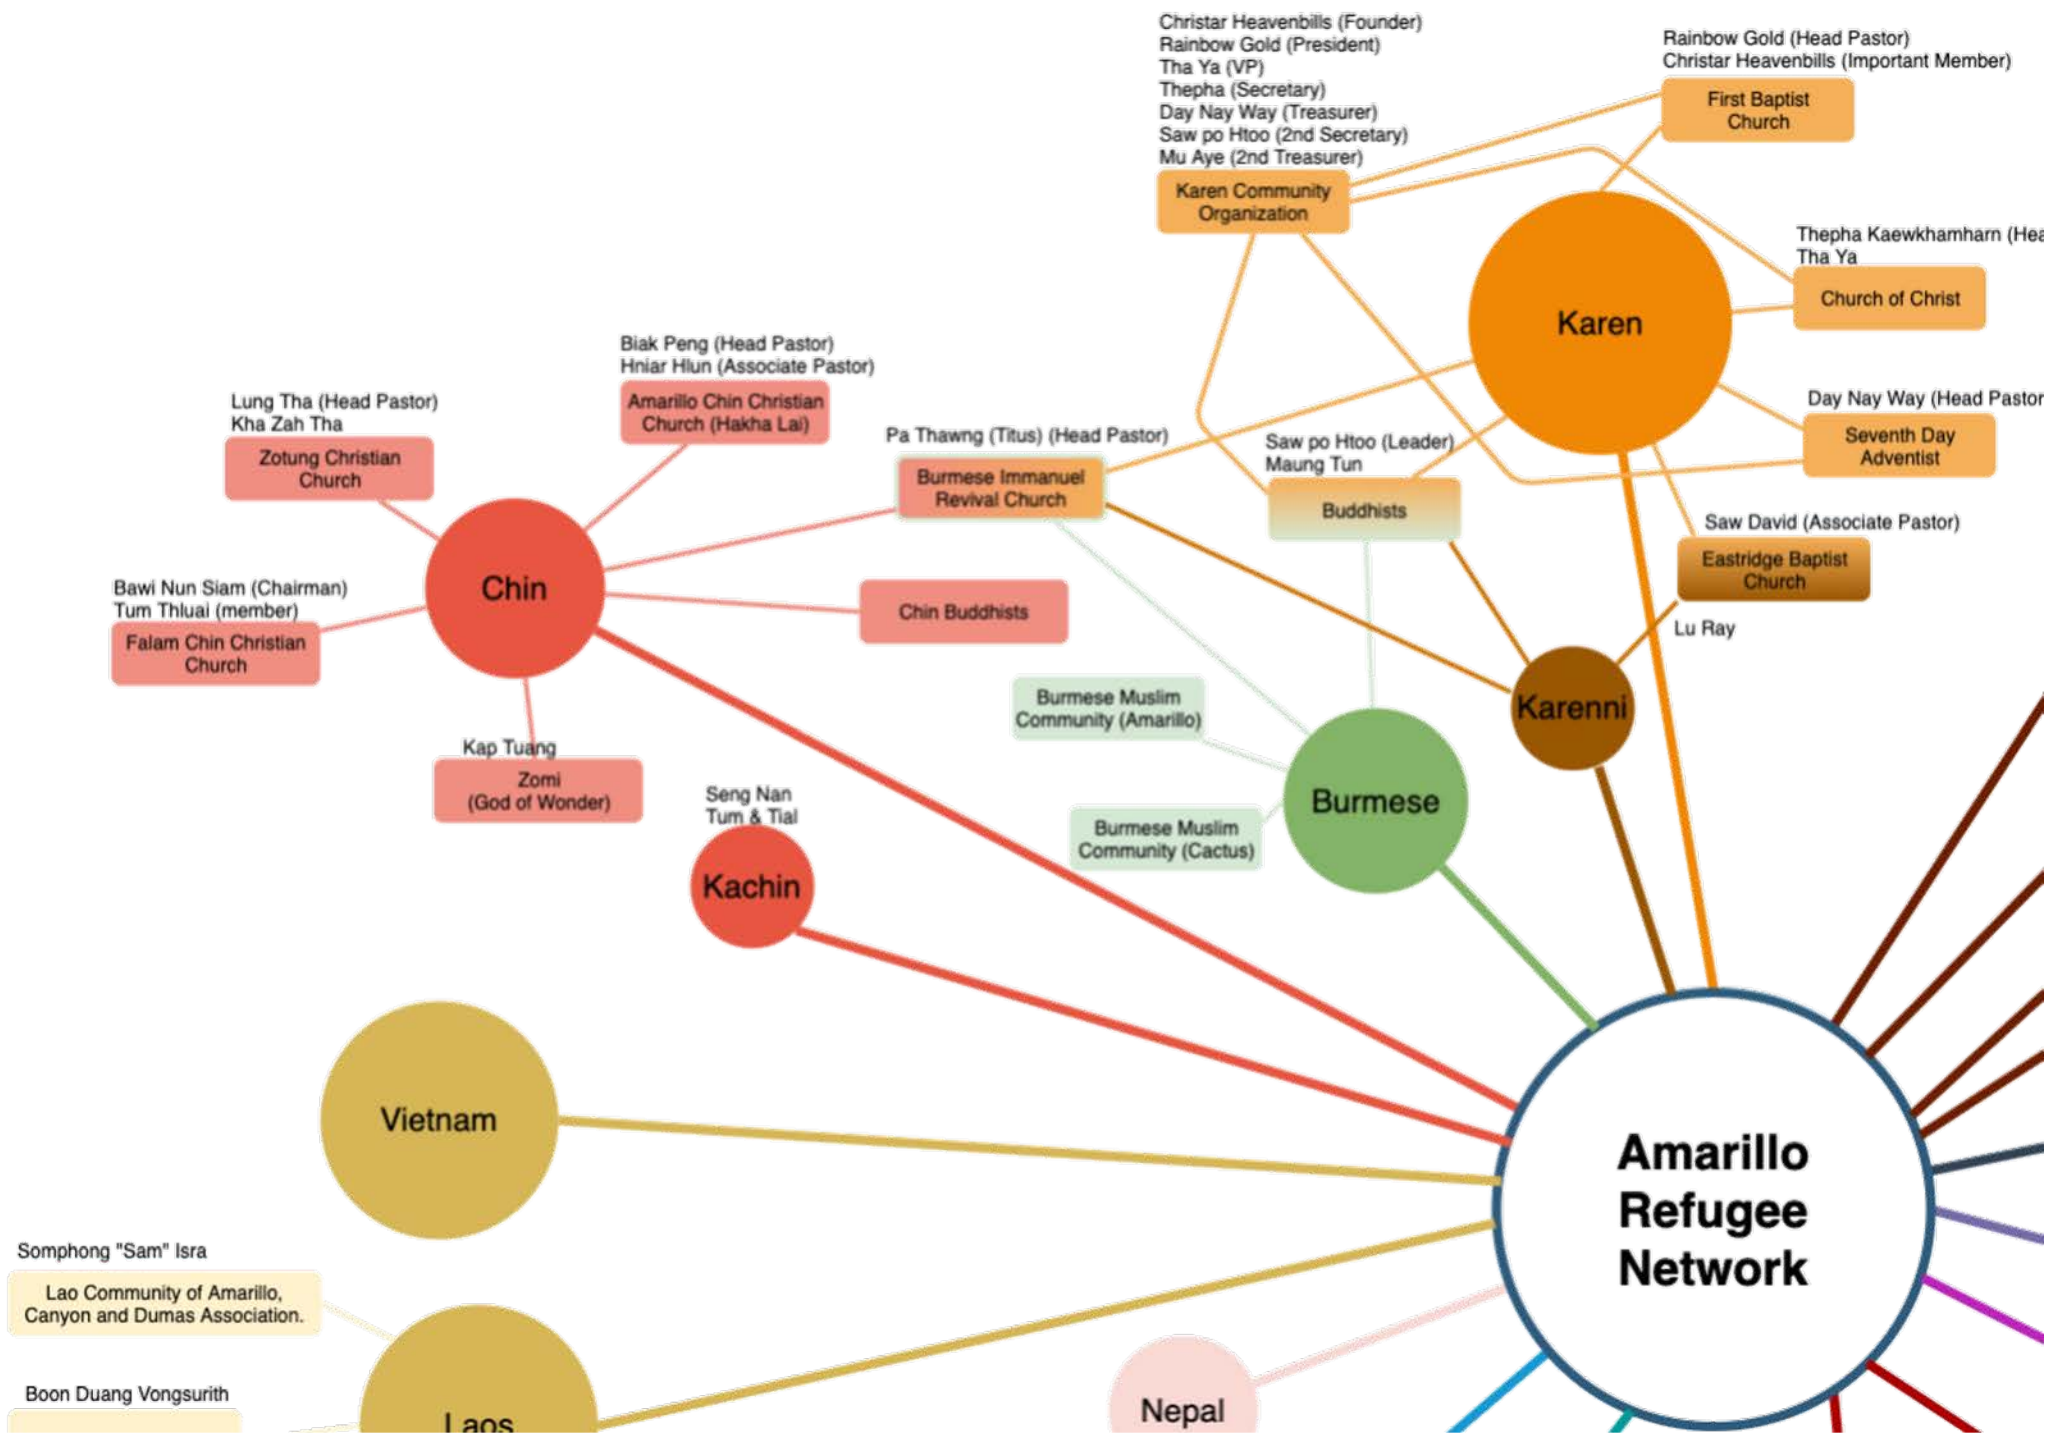 Christar Heavenbills (Founder)
Rainbow Gold (President)
Tha Ya (VP)
Thepha (Secretary)
Day Nay Way (Treasurer)
Saw po Htoo (2nd Secretary)
Mu Aye (2nd Treasurer)
Karen Community
Organization
Rainbow Gold (Head Pastor)
Christar Heavenbills (Important Member)
First Baptist
Church
Karen
Thepha Kaewkhamharn (Hea
Tha Ya
Church of Christ
Day Nay Way (Head Pastor
Seventh Day
Adventist
Biak Peng (Head Pastor)
Hniar Hlun (Associate Pastor)
Amarillo Chin Christian
Church (Hakha Lai)
Lung Tha (Head Pastor)
Kha Zah Tha
Zotung Christian
Church
Pa Thawng (Titus) (Head Pastor)
Burmese Immanuel
Revival Church
Saw po Htoo (Leader)
Maung Tun
Buddhists
Saw David (Associate Pastor)
Eastridge Baptist
Church
Lu Ray
Chin
Bawi Nun Siam (Chairman)
Tum Thluai (member)
Falam Chin Christian
Church
Chin Buddhists
Karenni
Burmese Muslim
Community (Amarillo)
Kap Tuang
Zomi
(God of Wonder)
Seng Nan
Tum & Tial
Kachin
Burmese
Burmese Muslim
Community (Cactus)
Vietnam
Amarillo
Refugee
Network
Somphong "Sam" Isra
Lao Community of Amarillo,
Canyon and Dumas Association.
Boon Duang Vongsurith
Laos
Nepal